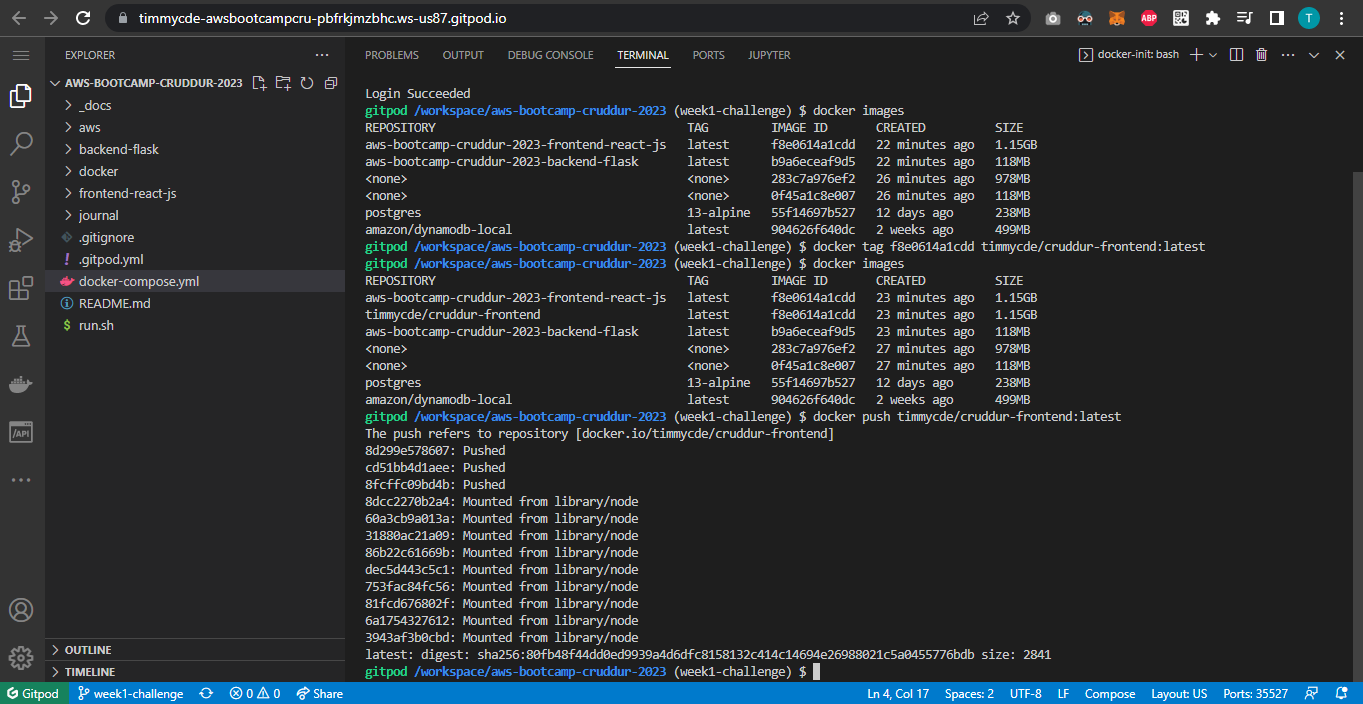 timmycde-awsbootcampcru-pbfrkjmzbhc.ws-us87.gitpod.io
ABP
T
EXPLORER
AWS-BOOTCAMP-CRUDDUR-2023
_docs
aws
backend-flask
docker
frontend-react-js
journal
.gitignore
! .gitpod.yml
docker-compose.yml
README.md
$ run.sh
OUTLINE
TIMELINE
/API
PROBLEMS OUTPUT DEBUG CONSOLE TERMINAL PORTS JUPYTER
docker-init: bash
Login Succeeded
gitpod /workspace/aws-bootcamp-cruddur-2023 (week1-challenge) $ docker images
REPOSITORY TAG IMAGE ID CREATED SIZE
aws-bootcamp-cruddur-2023-frontend-react-js latest f8e0614a1cdd 22 minutes ago 1.15GB
aws-bootcamp-cruddur-2023-backend-flask latest b9a6eceaf9d5 22 minutes ago 118MB
<none> <none> 283c7a976ef2 26 minutes ago 978MB
<none> <none> 0f45a1c8e007 26 minutes ago 118MB
postgres 13-alpine 55f14697b527 12 days ago 238MB
amazon/dynamodb-local latest 904626f640dc 2 weeks ago 499MB
gitpod /workspace/aws-bootcamp-cruddur-2023 (week1-challenge) $ docker tag f8e0614a1cdd timmycde/cruddur-frontend:latest
gitpod /workspace/aws-bootcamp-cruddur-2023 (week1-challenge) $ docker images
REPOSITORY TAG IMAGE ID CREATED SIZE
aws-bootcamp-cruddur-2023-frontend-react-js latest f8e0614a1cdd 23 minutes ago 1.15GB
timmycde/cruddur-frontend latest f8e0614a1cdd 23 minutes ago 1.15GB
aws-bootcamp-cruddur-2023-backend-flask latest b9a6eceaf9d5 23 minutes ago 118MB
<none> <none> 283c7a976ef2 27 minutes ago 978MB
<none> <none> 0f45a1c8e007 27 minutes ago 118MB
postgres 13-alpine 55f14697b527 12 days ago 238MB
amazon/dynamodb-local latest 904626f640dc 2 weeks ago 499MB
gitpod /workspace/aws-bootcamp-cruddur-2023 (week1-challenge) $ docker push timmycde/cruddur-frontend:latest
The push refers to repository [docker.io/timmycde/cruddur-frontend]
8d299e578607: Pushed
cd51bb4d1aee: Pushed
8fcffc09bd4b: Pushed
8dcc2270b2a4: Mounted from library/node
60a3cb9a013a: Mounted from library/node
31880ac21a09: Mounted from library/node
86b22c61669b: Mounted from library/node
dec5d443c5c1: Mounted from library/node
753fac84fc56: Mounted from library/node
81fcd676802f: Mounted from library/node
6a1754327612: Mounted from library/node
3943af3b0cbd: Mounted from library/node
latest: digest: sha256:80fb48f44dd0ed9939a4d6dfc8158132c414c14694e26988021c5a0455776bdb size: 2841
gitpod /workspace/aws-bootcamp-cruddur-2023 (week1-challenge) $
Gitpod week1-challenge 0 0 Share Ln 4, Col 17 Spaces: 2 UTF-8 LF Compose Layout: US Ports: 35527